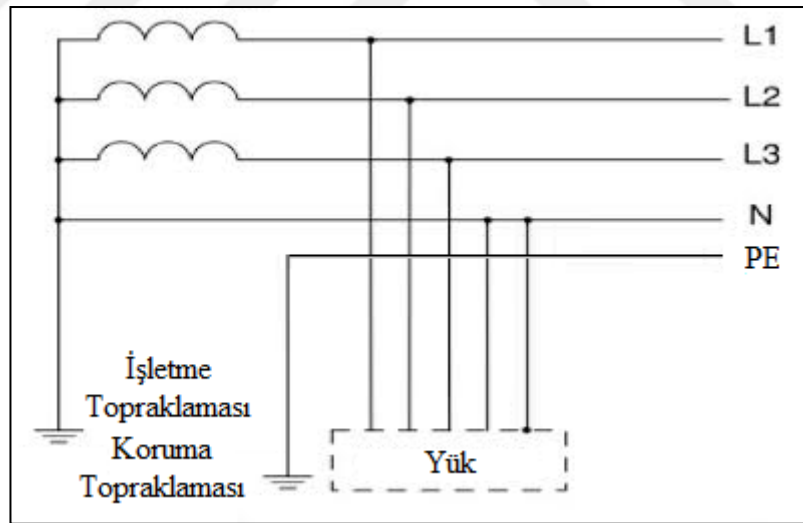 L1
L2
L3
N
PE
İşletme
Topraklaması
Koruma
Topraklaması
Yük